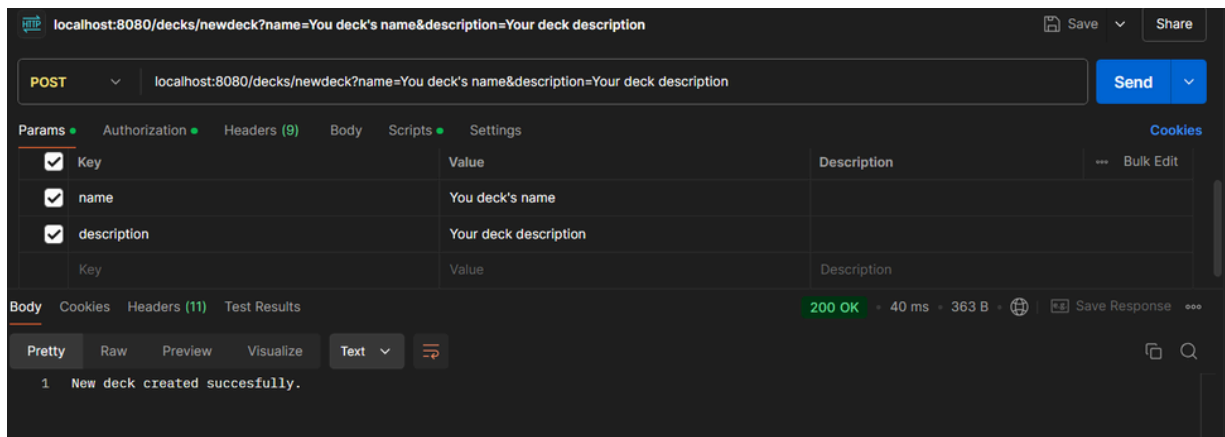 HTTP localhost:8080/decks/newdeck?name=You deck's name&description=Your deck description Save Share
POST localhost:8080/decks/newdeck?name=You deck's name&description=Your deck description Send
Params Authorization Headers (9) Body Scripts Settings Cookies
Key Value Description Bulk Edit
name You deck's name
description Your deck description
Key Value Description
Body Cookies Headers (11) Test Results 200 OK 40 ms 363 B Save Response
Pretty Raw Preview Visualize Text
1 New deck created succesfully.